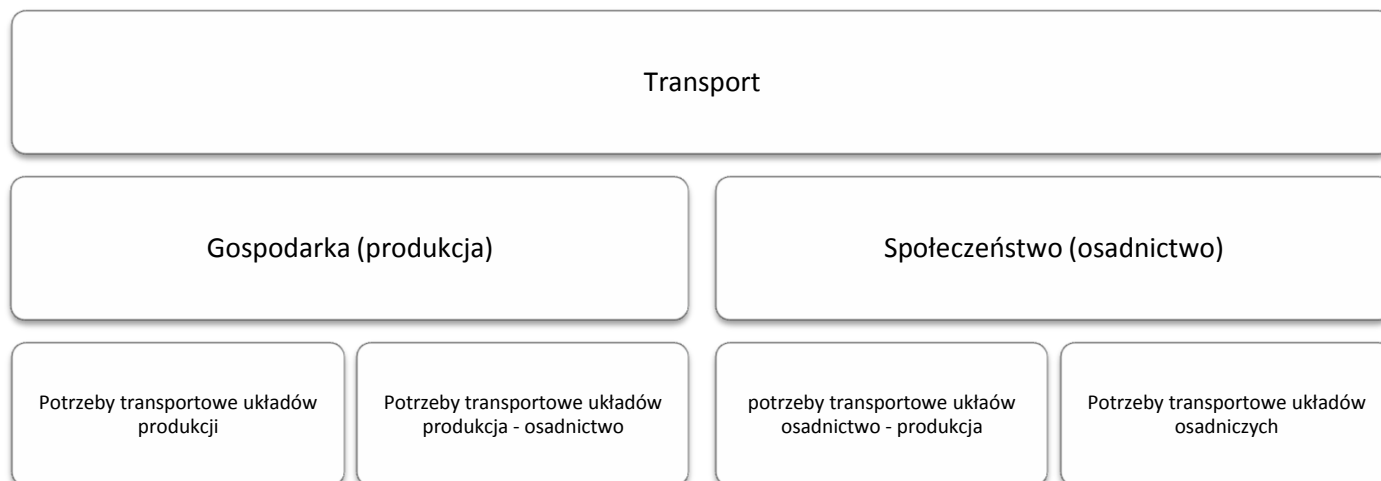 Transport
Gospodarka (produkcja)
Społeczeństwo (osadnictwo)
Potrzeby transportowe układów
produkcji
Potrzeby transportowe układów
produkcja - osadnictwo
potrzeby transportowe ukłaów
osadnictwo - produkcja
Potrzeby transportowe układów
osadniczych